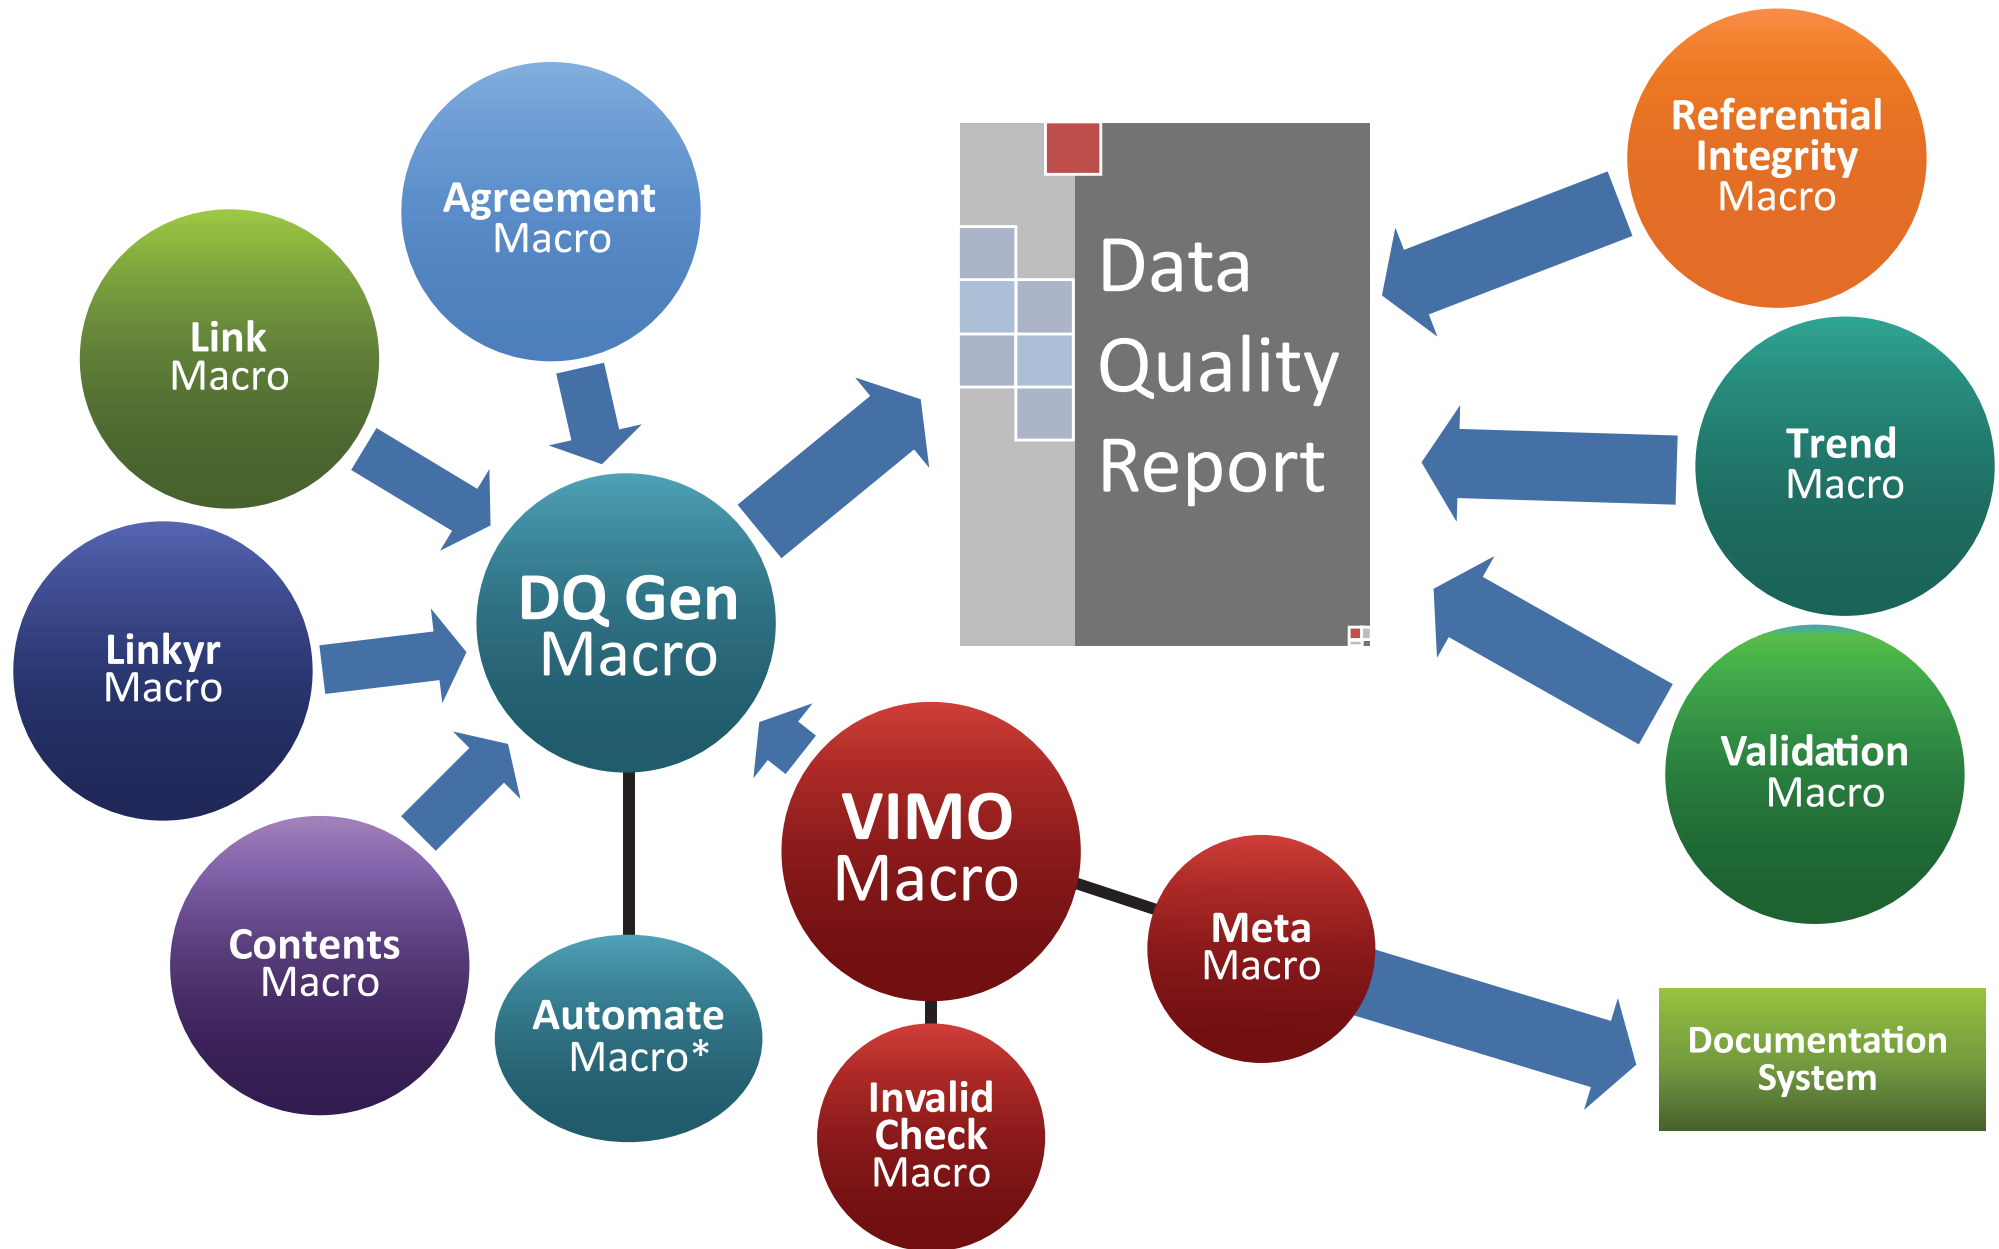 Agreement
Macro
Link
Macro
Linkyr
Macro
Contents
Macro
DQ Gen
Macro
Automate
Macro*
VIMO
Macro
Invalid
Check
Macro
Meta
Macro
Data
Quality
Report
Referential
Integrity
Macro
Trend
Macro
Validation
Macro
Documentation
System